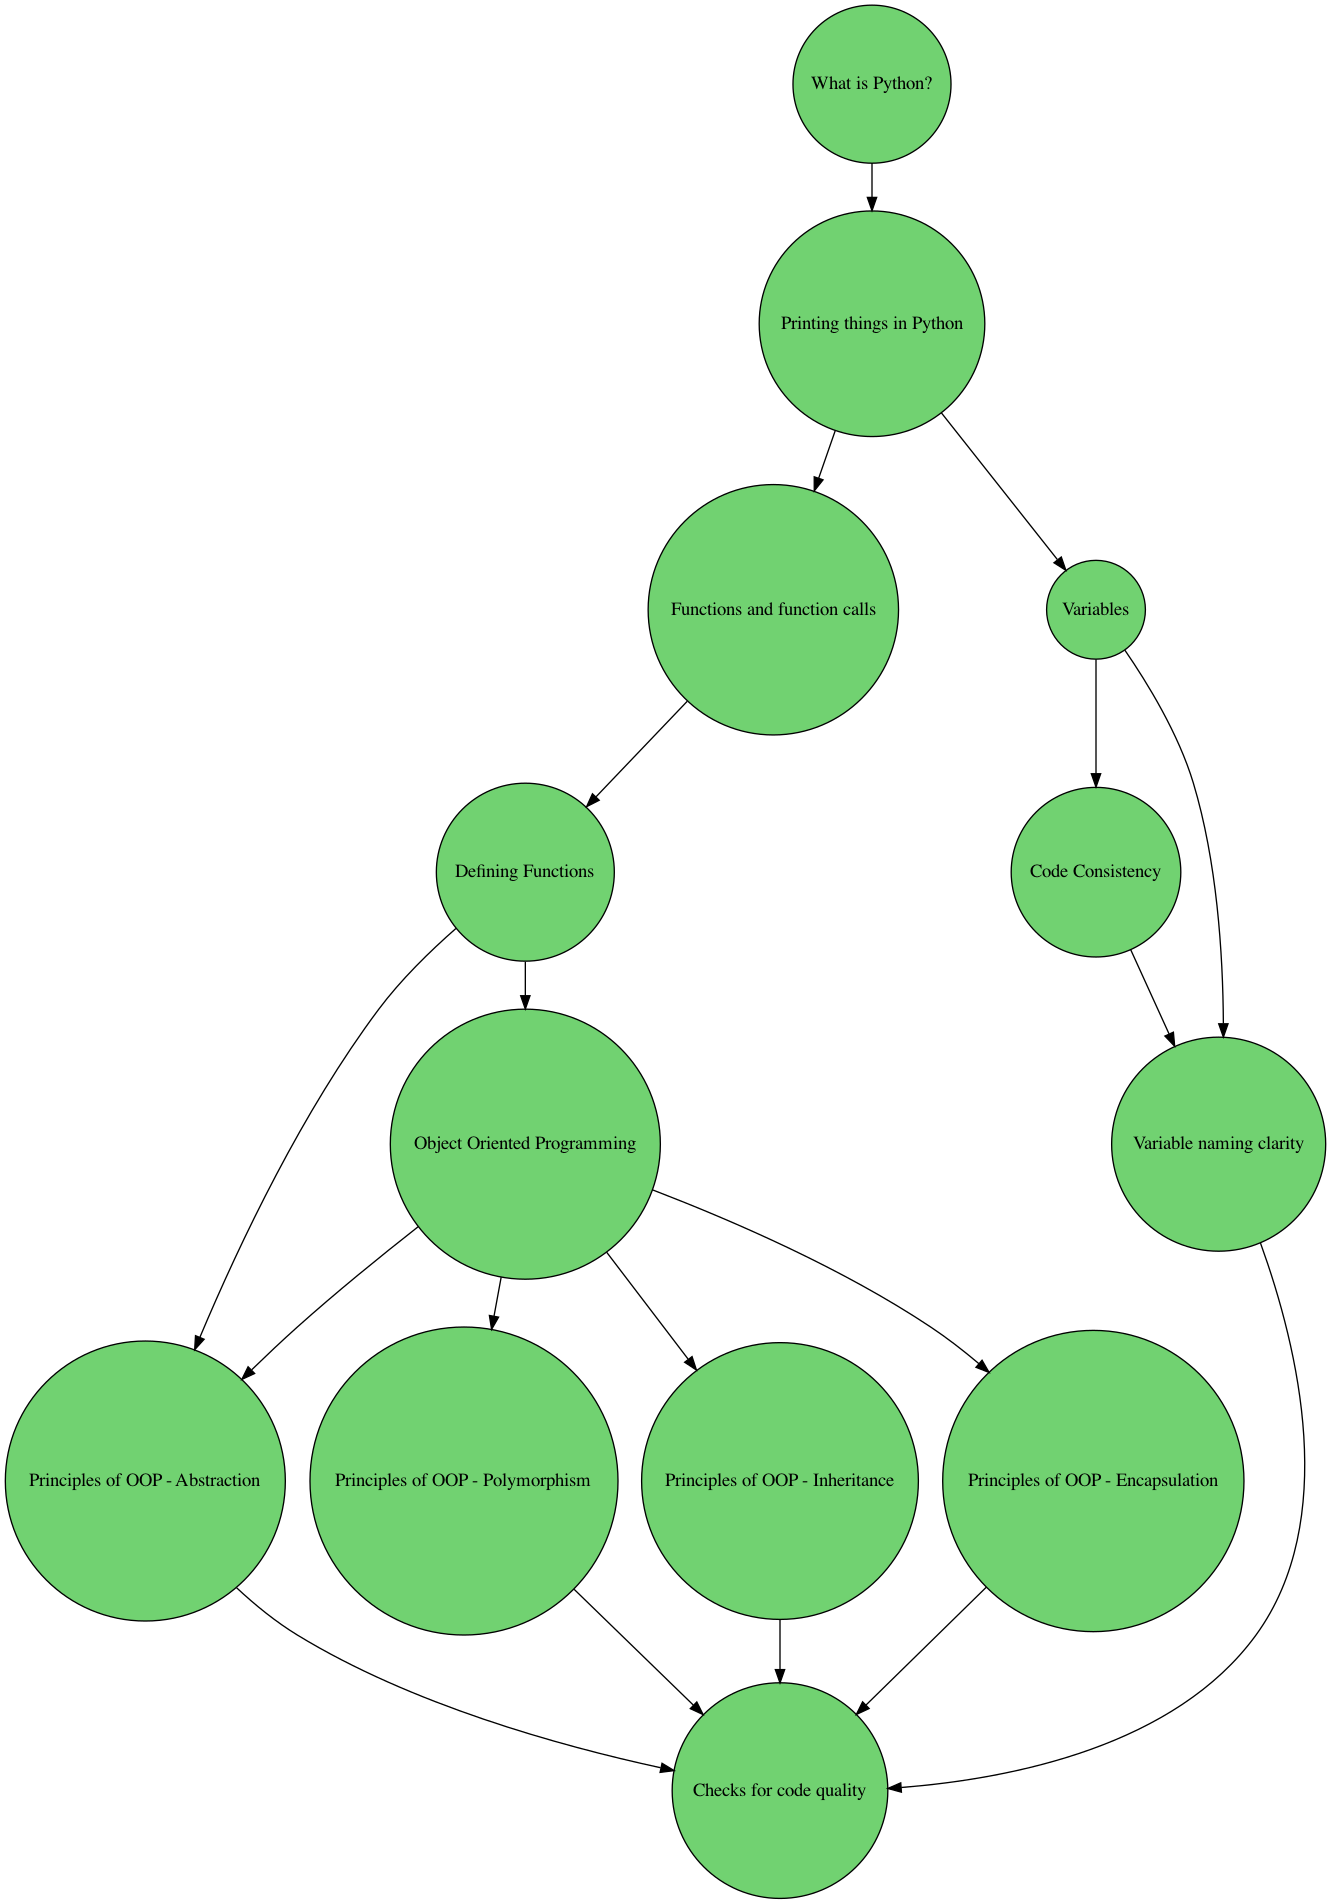 What is Python?
Printing things in Python
Functions and function calls
Variables
Defining Functions
Code Consistency
Object Oriented Programming
Variable naming clarity
Principles of OOP - Abstraction
Principles of OOP - Polymorphism
Principles of OOP - Inheritance
Principles of OOP - Encapsulation
Checks for code quality